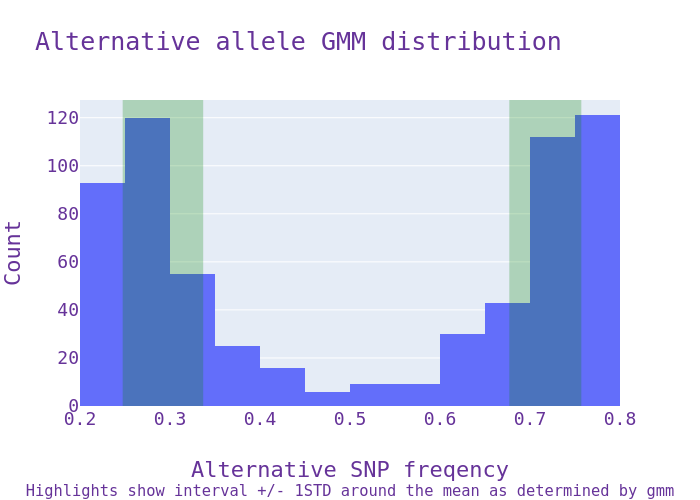 Alternative allele GMM distribution
120
100
80
60
40
20
0
Count
0.2 0.3 0.4 0.5 0.6 0.7 0.8
Alternative SNP freqency
Highlights show interval +/- 1STD around the mean as determined by gmm